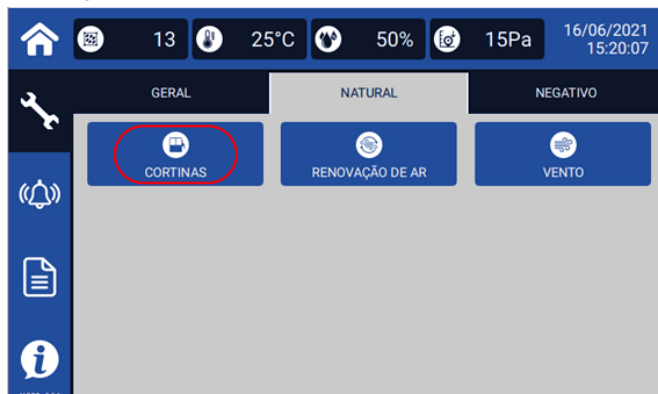 13 25°C 50% 15Pa 16/06/2021
15:20:07
GERAL NATURAL NEGATIVO
CORTINAS RENOVAÇÃO DE AR VENTO